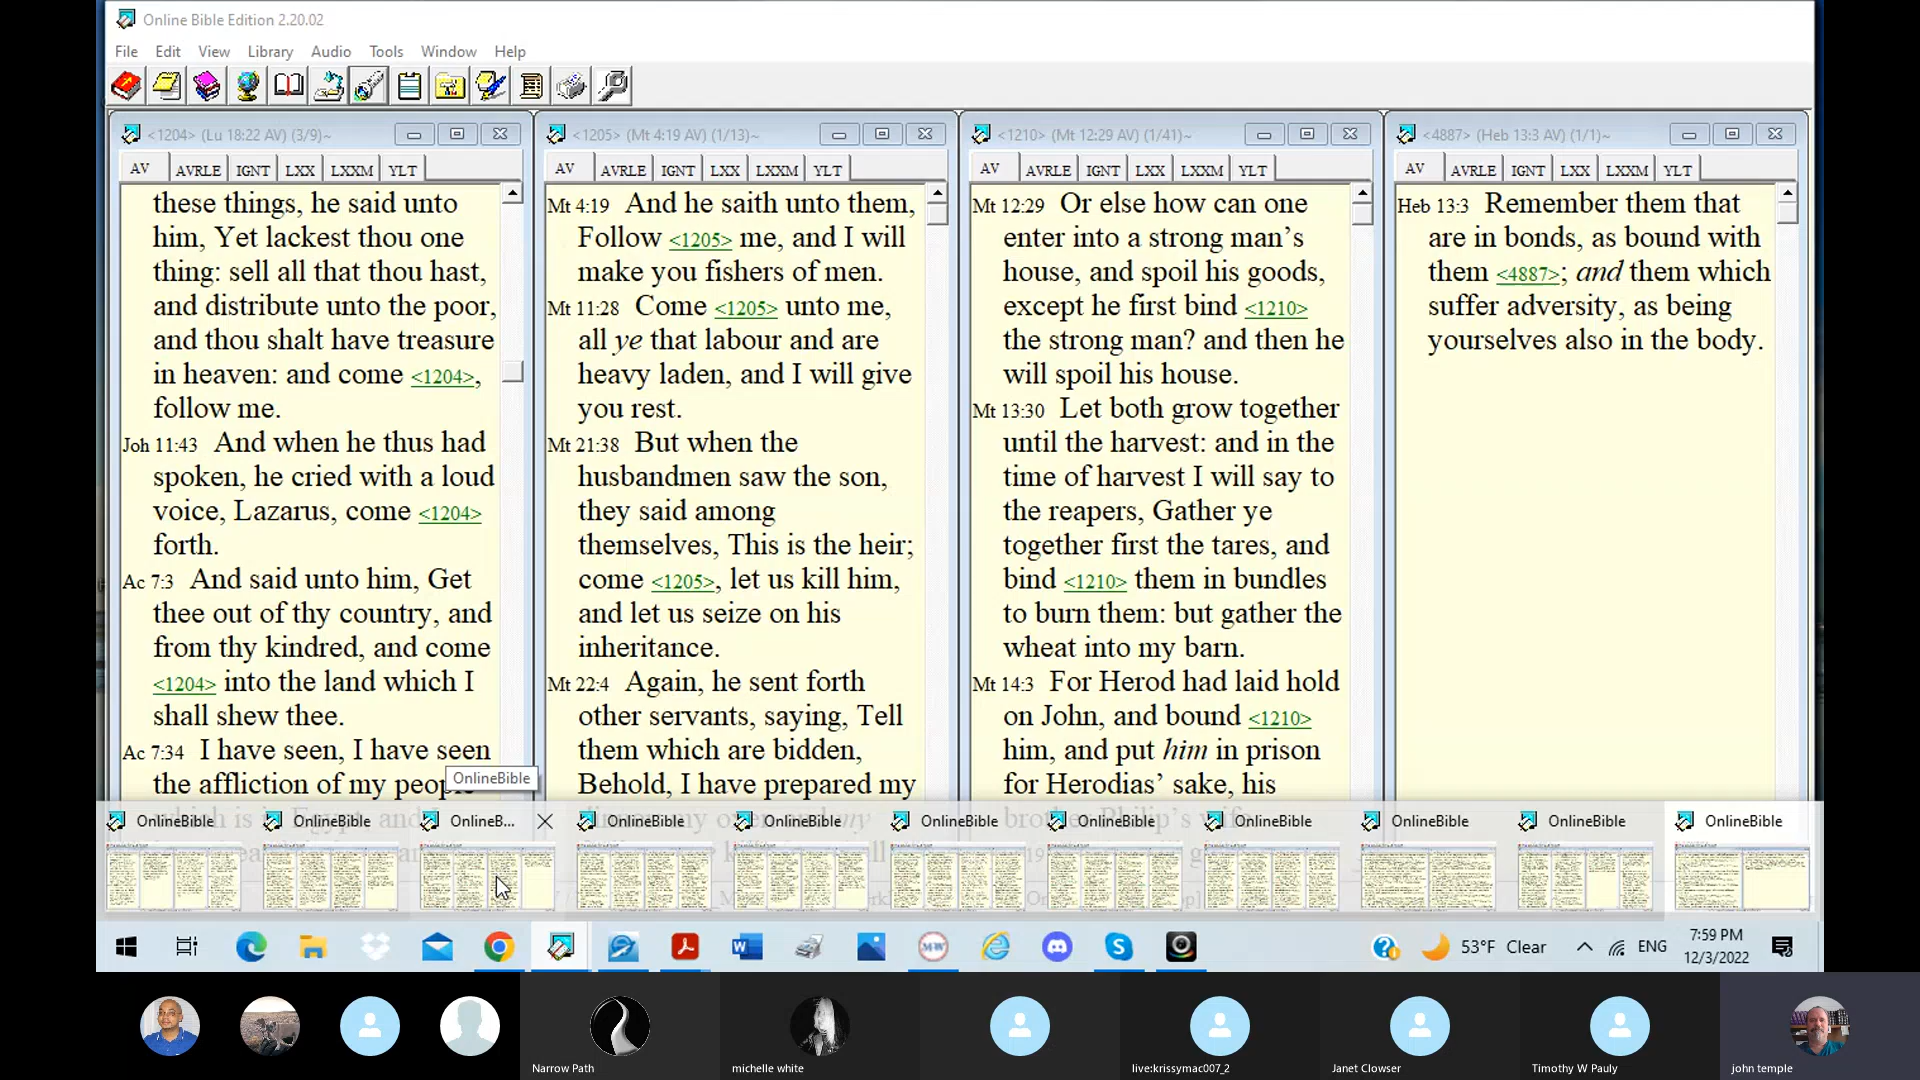 Online Bible Edition 2.20.02
File Edit View Library Audio Tools Window Help
<1204> (Lu 18:22 AV) (3/9)~
AV AVRLE IGNT LXX LXXM YLT
these things, he said unto
him, Yet lackest thou one
thing: sell all that thou hast,
and distribute unto the poor,
and thou shalt have treasure
in heaven: and come <1204>,
follow me.
Joh 11:43 And when he thus had
spoken, he cried with a loud
voice, Lazarus, come <1204>
forth.
Ac 7:3 And said unto him, Get
thee out of thy country, and
from thy kindred, and come
<1204> into the land which I
shall shew thee.
Ac 7:34 I have seen, I have seen
the affliction of my people
<1205> (Mt 4:19 AV) (1/13)~
AV AVRLE IGNT LXX LXXM YLT
Mt 4:19 And he saith unto them,
Follow <1205> me, and I will
make you fishers of men.
Mt 11:28 Come <1205> unto me,
all ye that labour and are
heavy laden, and I will give
you rest.
Mt 21:38 But when the
husbandmen saw the son,
they said among
themselves, This is the heir;
come <1205>, let us kill him,
and let us seize on his
inheritance.
Mt 22:4 Again, he sent forth
other servants, saying, Tell
them which are bidden,
Behold, I have prepared my
<1210> (Mt 12:29 AV) (1/41)~
AV AVRLE IGNT LXX LXXM YLT
Mt 12:29 Or else how can one
enter into a strong man’s
house, and spoil his goods,
except he first bind <1210>
the strong man? and then he
will spoil his house.
Mt 13:30 Let both grow together
until the harvest: and in the
time of harvest I will say to
the reapers, Gather ye
together first the tares, and
bind <1210> them in bundles
to burn them: but gather the
wheat into my barn.
Mt 14:3 For Herod had laid hold
on John, and bound <1210>
him, and put him in prison
for Herodias’ sake, his
<4887> (Heb 13:3 AV) (1/1)~
AV AVRLE IGNT LXX LXXM YLT
Heb 13:3 Remember them that
are in bonds, as bound with
them <4887>; and them which
suffer adversity, as being
yourselves also in the body.
OnlineBible
OnlineBible OnlineBible OnlineB... OnlineBible OnlineBible OnlineBible OnlineBible OnlineBible OnlineBible OnlineBible OnlineBible
53°F Clear ENG 7:59 PM
12/3/2022
Narrow Path michelle white live:krissymac007_2 Janet Clowser Timothy W Pauly john temple